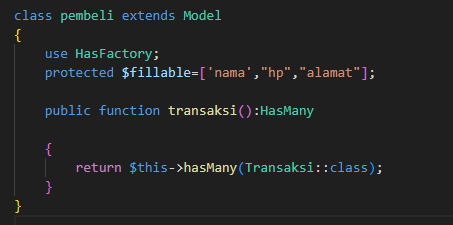 class pembeli extends Model
{
    use HasFactory;
    protected $fillable=['nama',"hp","alamat"];
    public function transaksi():HasMany
    {
        return $this->hasMany(Transaksi::class);
    }
}